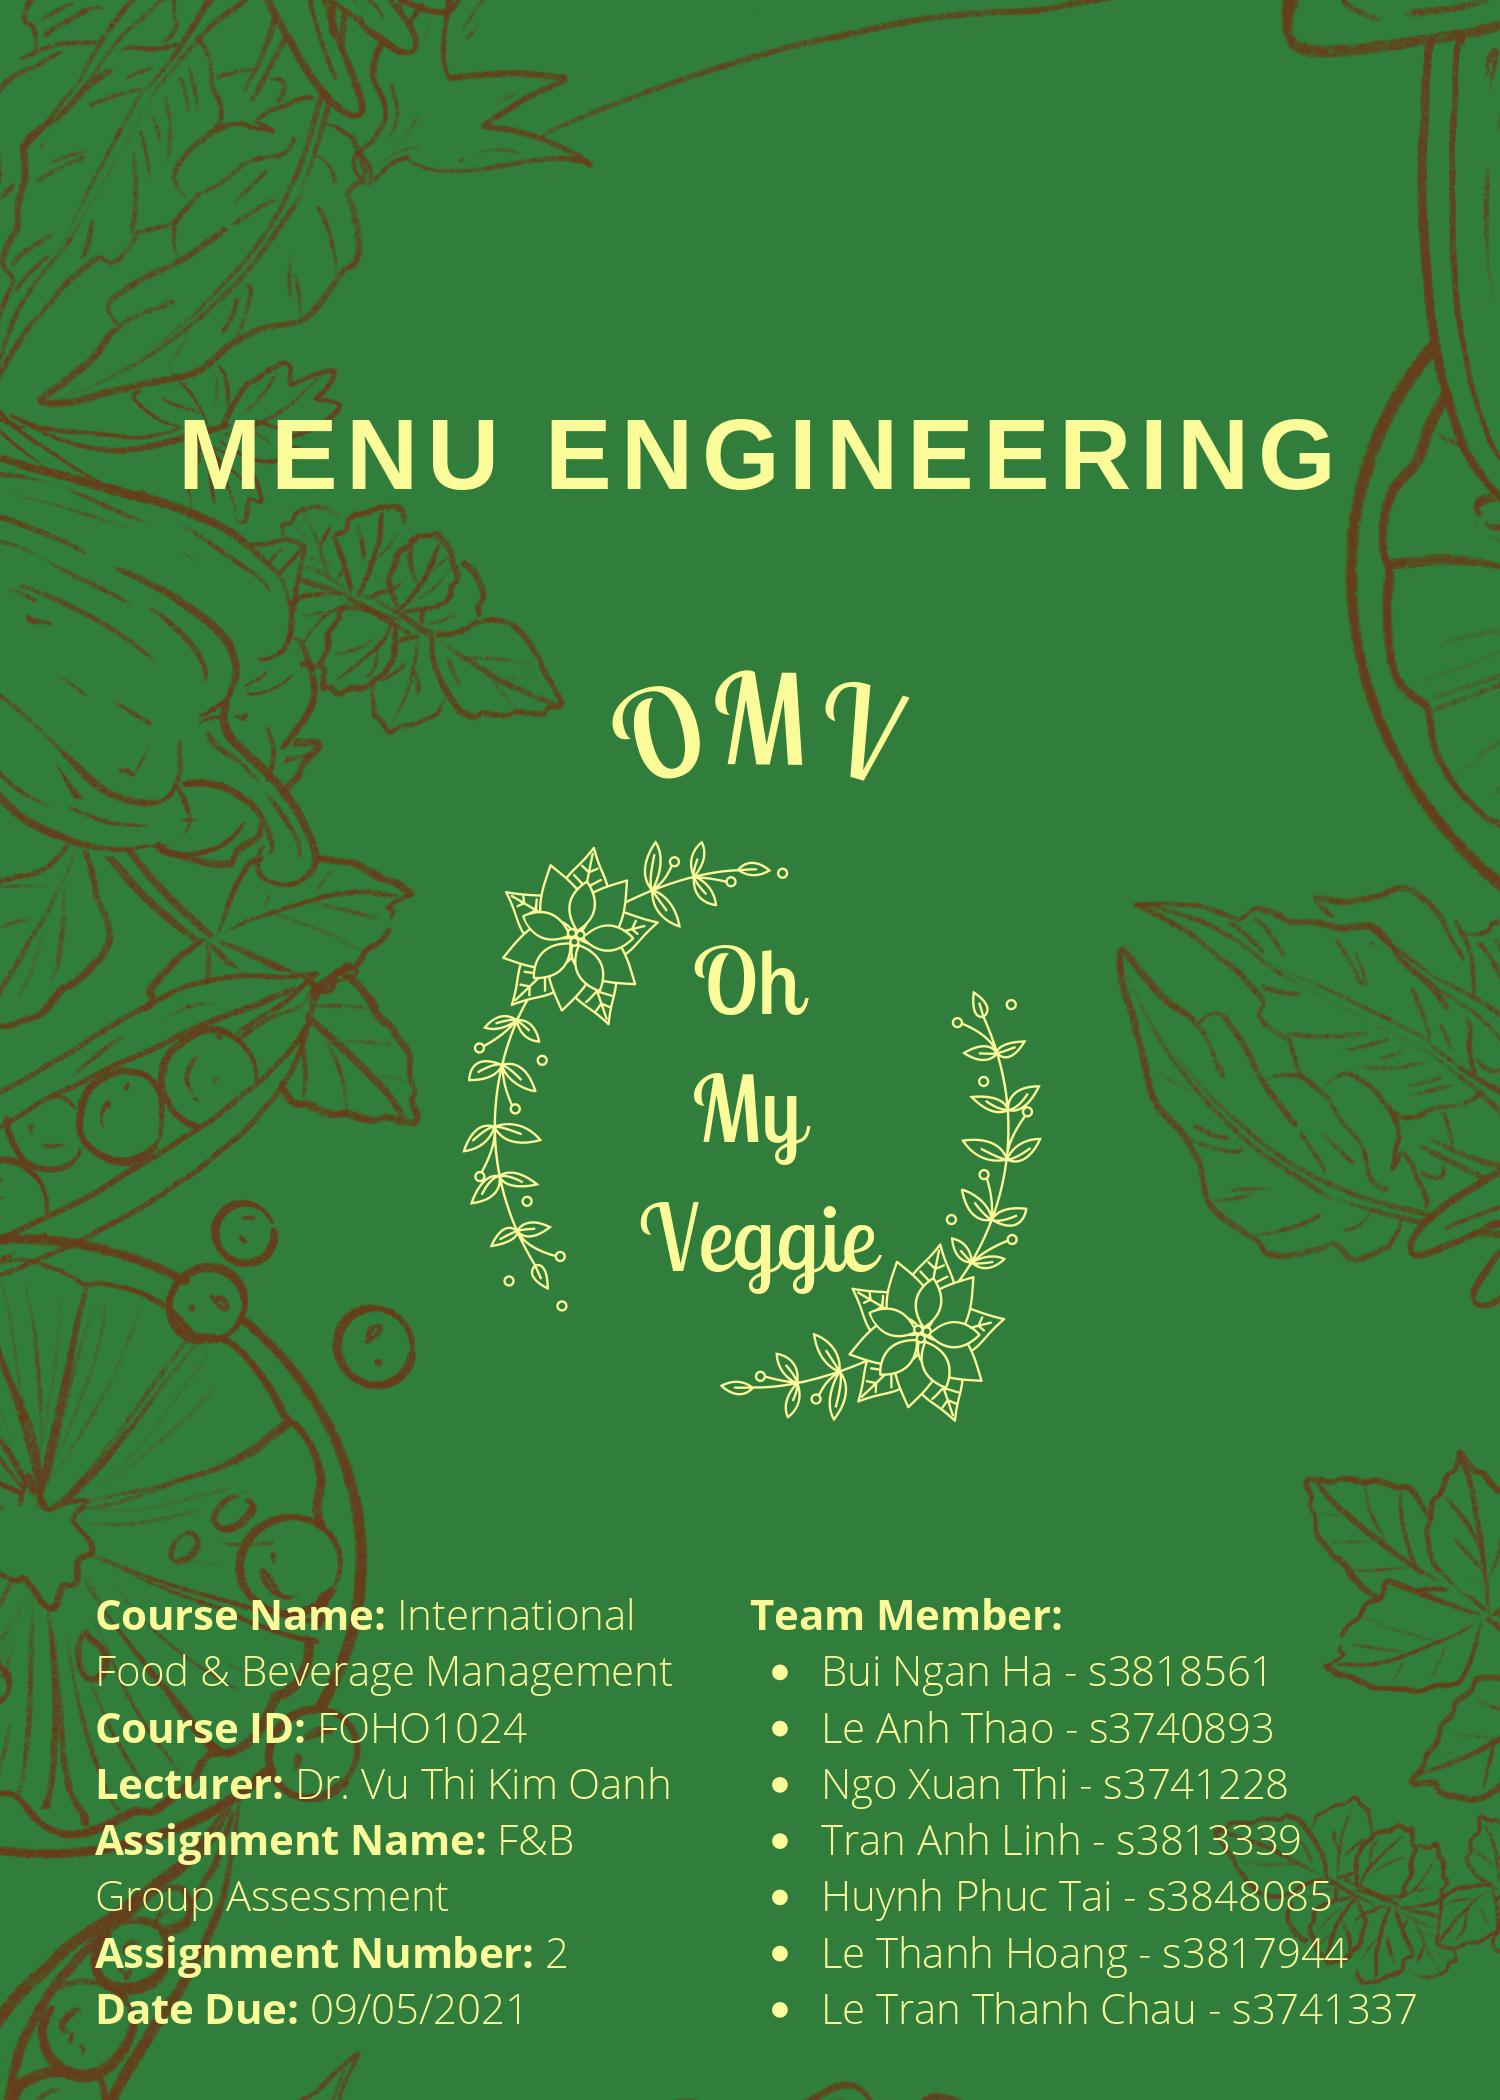 MENU ENGINEERING
OMV
Oh
My
Veggie
Course Name: International
Food & Beverage Management
Course ID: FOHO1024
Lecturer: Dr. Vu Thi Kim Oanh
Assignment Name: F&B
Group Assessment
Assignment Number: 2
Date Due: 09/05/2021
Team Member:
• Bui Ngan Ha - s3818561
• Le Anh Thao - s3740893
• Ngo Xuan Thi - s3741228
• Tran Anh Linh - s3813339
• Huynh Phuc Tai - s3848085
• Le Thanh Hoang - s3817944
• Le Tran Thanh Chau - s3741337